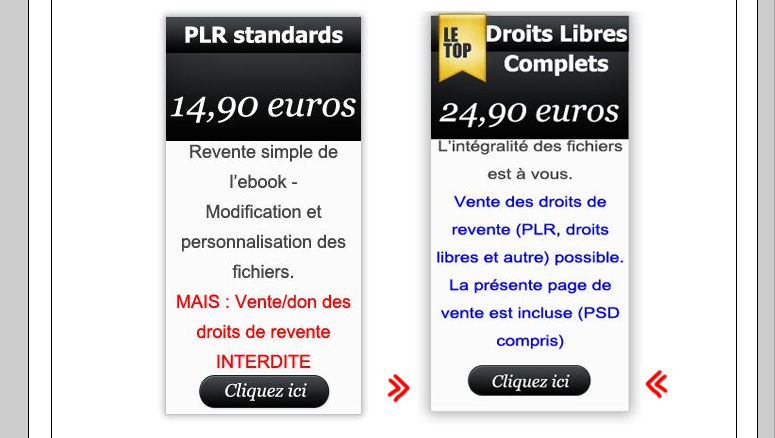 PLR standards
14,90 euros
Revente simple de
l’ebook -
Modification et
personnalisation des
fichiers.
MAIS : Vente/don des
droits de revente
INTERDITE
Cliquez ici
LE
TOP
Droits Libres
Complets
24,90 euros
L'intégralité des fichiers
est à vous.
Vente des droits de
revente (PLR, droits
libres et autre) possible.
La présente page de
vente est incluse (PSD
compris)
Cliquez ici